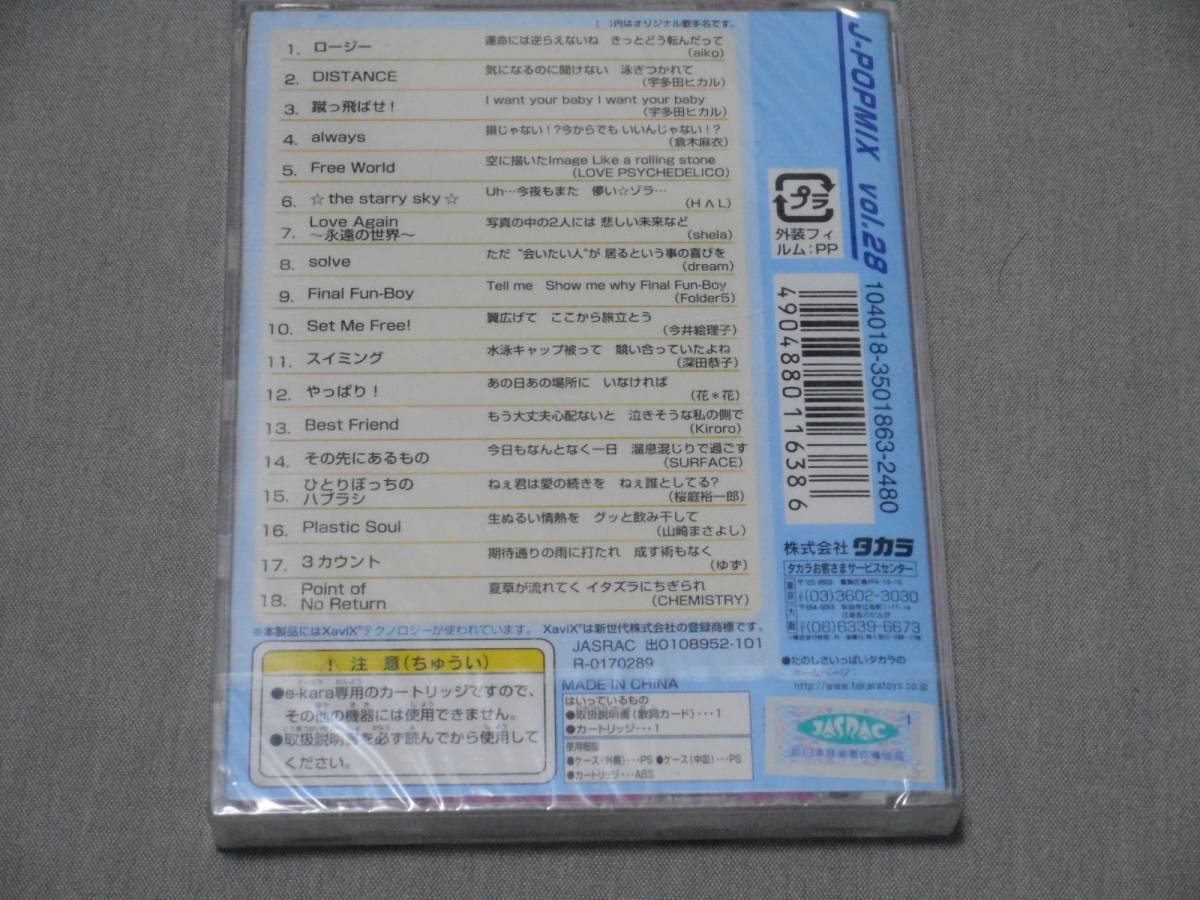 (　)内はオリジナル歌手名です。
1. ロージー 運命には逆らえないね　きっとどう転んだって
(aiko)
2. DISTANCE 気になるのに聞けない　泳ぎつかれて
(宇多田ヒカル)
3. 蹴っ飛ばせ！ I want your baby I want your baby
(宇多田ヒカル)
4. always 損じゃない！？今からでも いいんじゃない！？
(倉木麻衣)
5. Free World 空に描いたImage Like a rolling stone
(LOVE PSYCHEDELICO)
6. ☆the starry sky☆ Uh…今夜もまた　儚い☆ゾラ…
(HΛL)
7. Love Again
〜永遠の世界〜 写真の中の2人には 悲しい未来など
(shela)
8. solve ただ “会いたい人”が 居るという事の喜びを
(dream)
9. Final Fun-Boy Tell me　Show me why Final Fun-Boy
(Folder5)
10. Set Me Free! 翼広げて　ここから旅立とう
(今井絵理子)
11. スイミング 水泳キャップ被って　競い合っていたよね
(深田恭子)
12. やっぱり！ あの日あの場所に　いなければ
(花＊花)
13. Best Friend もう大丈夫心配ないと　泣きそうな私の側で
(Kiroro)
14. その先にあるもの 今日もなんとなく一日　溜息混じりで過ごす
(SURFACE)
15. ひとりぼっちの
ハブラシ ねぇ君は愛の続きを　ねぇ誰としてる？
(桜庭裕一郎)
16. Plastic Soul 生ぬるい情熱を　グッと飲み干して
(山崎まさよし)
17. 3カウント 期待通りの雨に打たれ　成す術もなく
(ゆず)
18. Point of
No Return 夏草が流れてく イタズラにちぎられ
(CHEMISTRY)
※本製品にはXaviX®テクノロジーが使われています。 XaviX®は新世代株式会社の登録商標です。
JASRAC 出0108952-101
R-0170289
MADE IN CHINA
！ 注 意(ちゅうい)
●e-kara専用のカートリッジですので、
その他の機器には使用できません。
●取扱説明書を必ず読んでから使用して
ください。
はいっているもの
●取扱説明書(歌詞カード)・・・1
●カートリッジ・・・1
使用樹脂
●ケース(外側)・・・PS ●ケース(中皿)・・・PS
●カートリッジ・・・ABS
J-POPMIX vol.28
プラ
外装フィ
ルム：PP
104018-3501863-2480
4904880116386
株式会社 タカラ
タカラお客さまサービスセンター
東京
(03)3602-3030
大阪
(06)6339-6673
●たのしさいっぱいタカラの
ホームページ：
http://www.takaratoys.co.jp
JASRAC